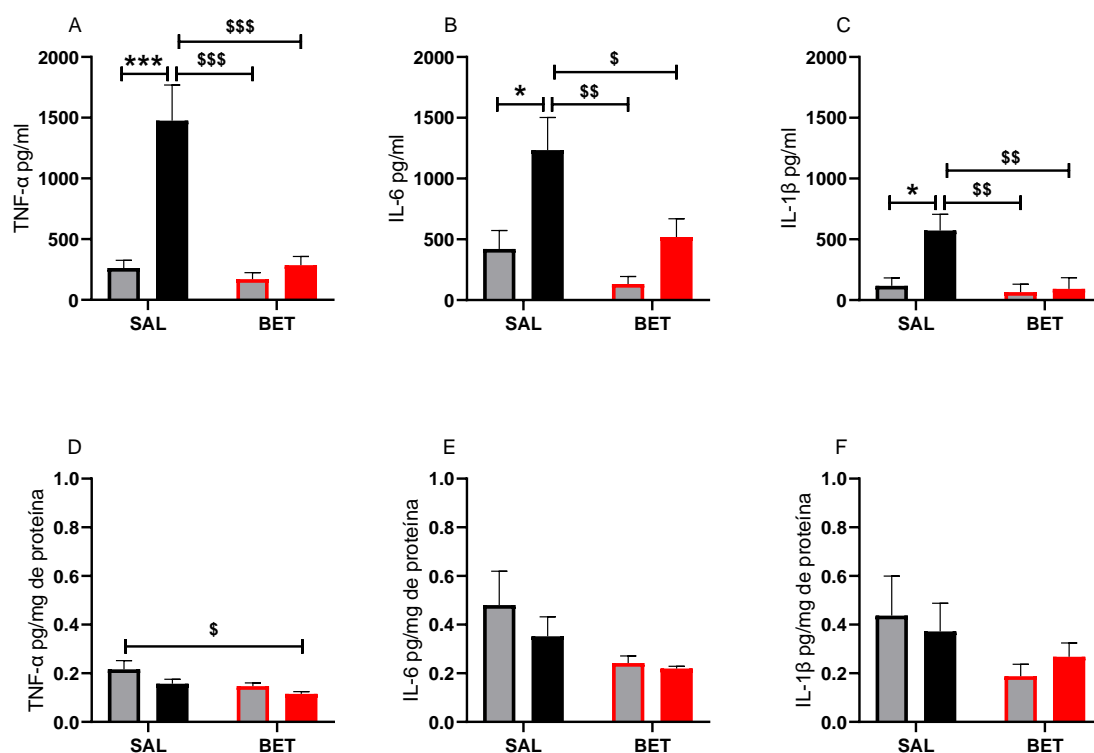 A
TNF-α pg/ml
2000
1500
1000
500
0
***
$$$
$$$
SAL
BET
B
IL-6 pg/ml
2000
1500
1000
500
0
*
$$
$
SAL
BET
C
IL-1β pg/ml
2000
1500
1000
500
0
*
$$
$$
SAL
BET
D
TNF-α pg/mg de proteína
1.0
0.8
0.6
0.4
0.2
0.0
$
SAL
BET
E
IL-6 pg/mg de proteína
1.0
0.8
0.6
0.4
0.2
0.0
SAL
BET
F
IL-1β pg/mg de proteína
1.0
0.8
0.6
0.4
0.2
0.0
SAL
BET